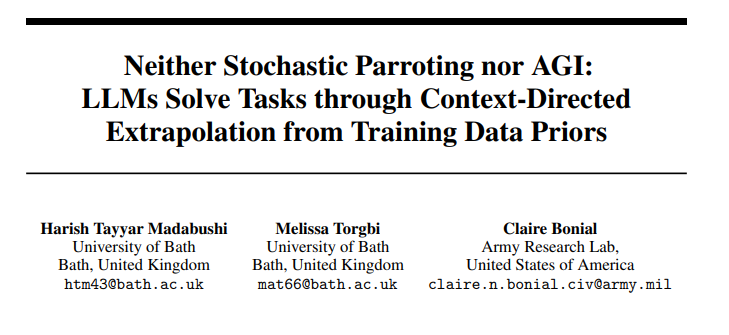 Neither Stochastic Parroting nor AGI:
LLMs Solve Tasks through Context-Directed
Extrapolation from Training Data Priors
Harish Tayyar Madabushi
University of Bath
Bath, United Kingdom
htm43@bath.ac.uk
Melissa Torgbi
University of Bath
Bath, United Kingdom
mat66@bath.ac.uk
Claire Bonial
Army Research Lab,
United States of America
claire.n.bonial.civ@army.mil